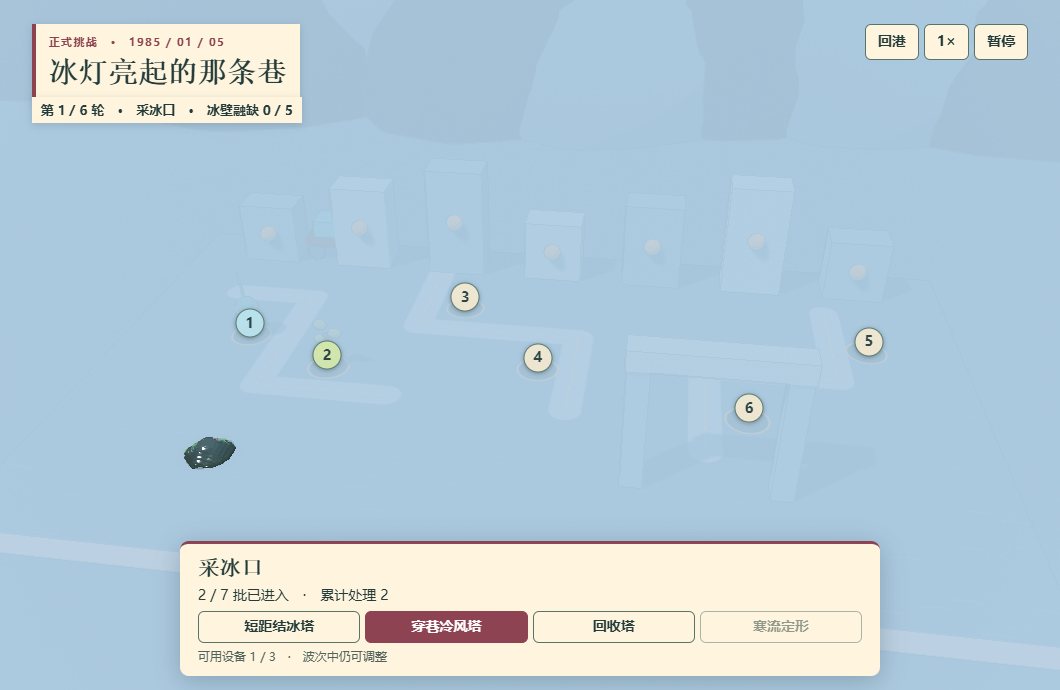 正式挑战 • 1985 / 01 / 05
冰灯亮起的那条巷
第 1 / 6 轮 • 采冰口 • 冰壁融缺 0 / 5
回港
1×
暂停
1
2
3
4
5
6
采冰口
2 / 7 批已进入 · 累计处理 2
短距结冰塔
穿巷冷风塔
回收塔
寒流定形
可用设备 1 / 3 · 波次中仍可调整